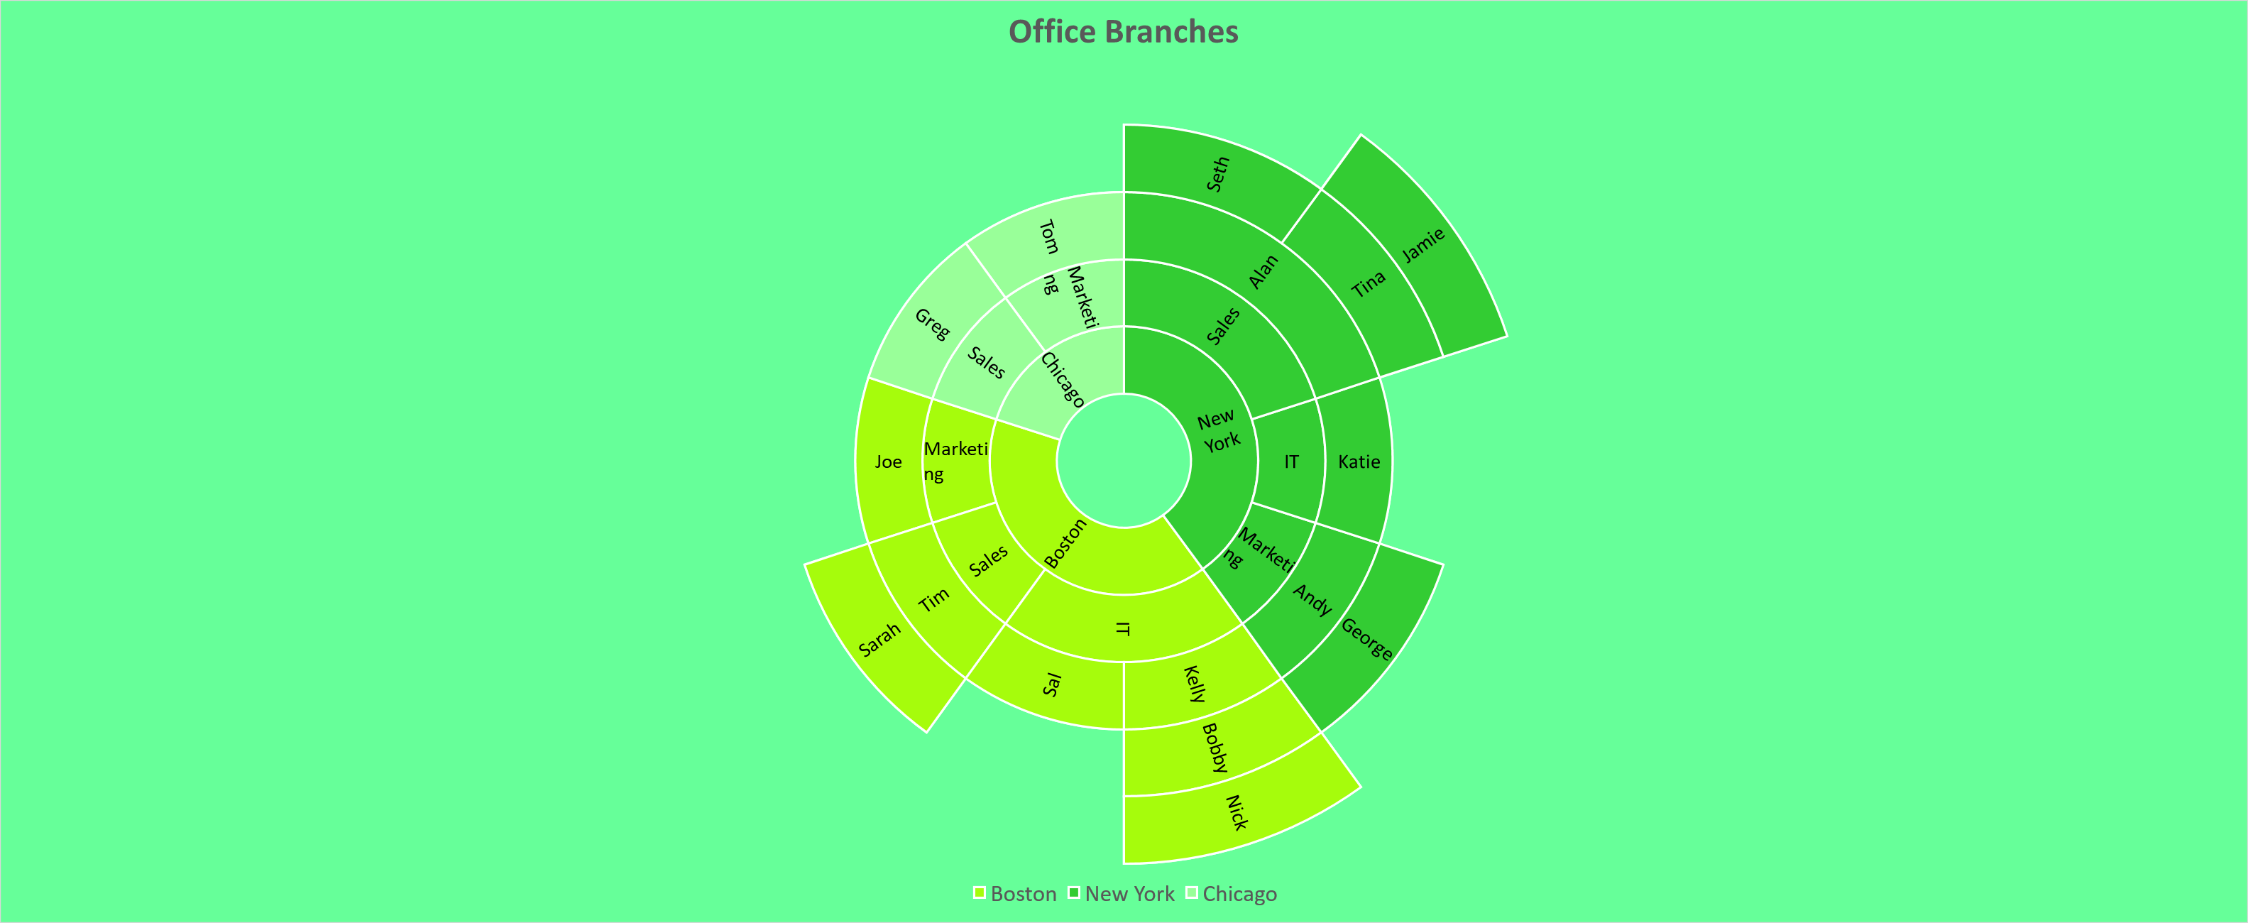 Office Branches
Seth
Jamie
Tina
Alan
Sales
New
York
IT
Katie
Marketi
ng
Andy
George
Boston
IT
Kelly
Bobby
Nick
Sal
Sales
Tim
Sarah
Marketi
ng
Joe
Chicago
Sales
Greg
Marketi
ng
Tom
Boston New York Chicago